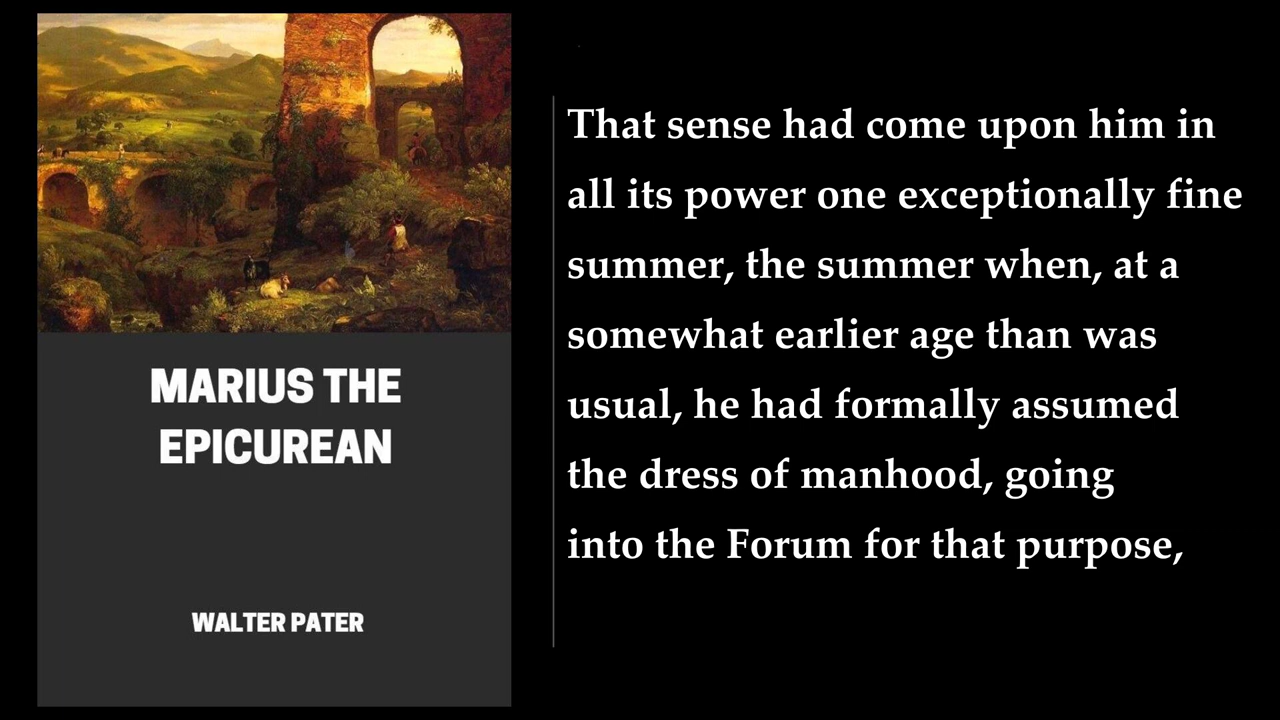 MARIUS THE
EPICUREAN
WALTER PATER
That sense had come upon him in
all its power one exceptionally fine
summer, the summer when, at a
somewhat earlier age than was
usual, he had formally assumed
the dress of manhood, going
into the Forum for that purpose,